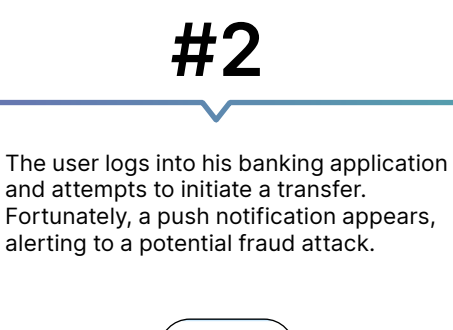 #2
The user logs into his banking application
and attempts to initiate a transfer.
Fortunately, a push notification appears,
alerting to a potential fraud attack.